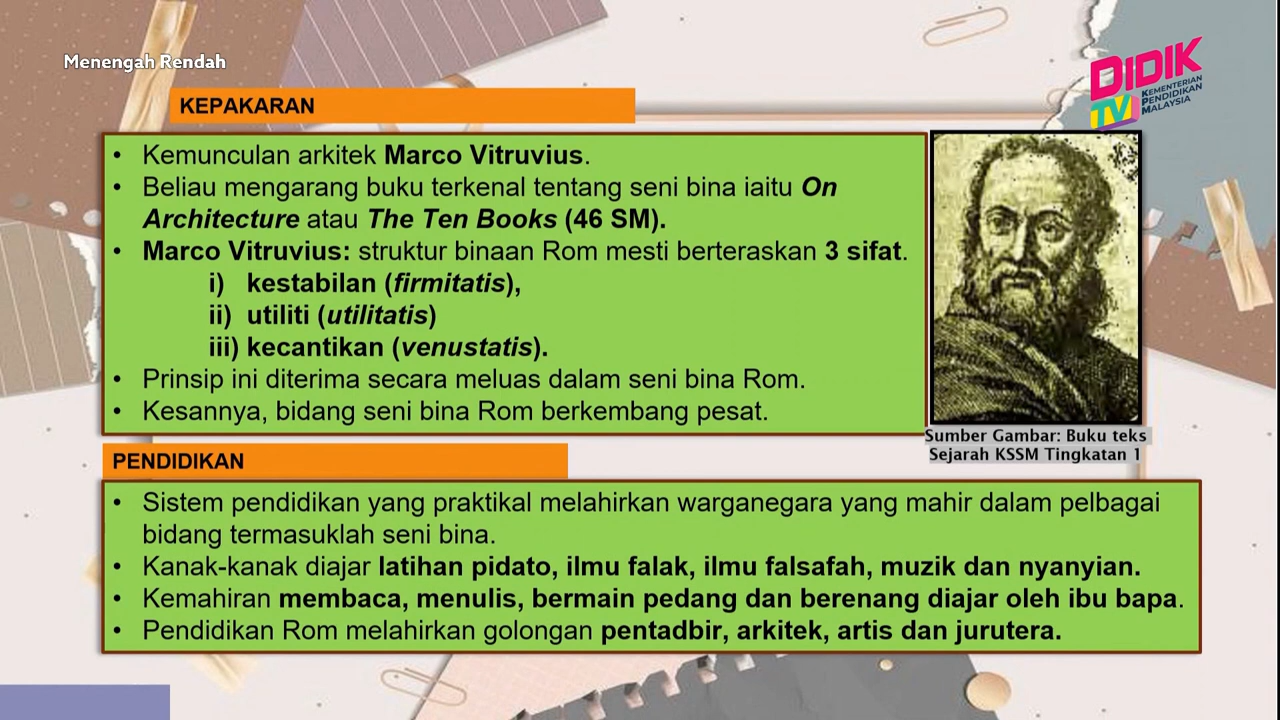 Menengah Rendah
DIDIK
TV KEMENTERIAN
PENDIDIKAN
MALAYSIA
KEPAKARAN
• Kemunculan arkitek Marco Vitruvius.
• Beliau mengarang buku terkenal tentang seni bina iaitu On
Architecture atau The Ten Books (46 SM).
• Marco Vitruvius: struktur binaan Rom mesti berteraskan 3 sifat.
i) kestabilan (firmitatis),
ii) utiliti (utilitatis)
iii) kecantikan (venustatis).
• Prinsip ini diterima secara meluas dalam seni bina Rom.
• Kesannya, bidang seni bina Rom berkembang pesat.
Sumber Gambar: Buku teks
Sejarah KSSM Tingkatan 1
PENDIDIKAN
• Sistem pendidikan yang praktikal melahirkan warganegara yang mahir dalam pelbagai
bidang termasuklah seni bina.
• Kanak-kanak diajar latihan pidato, ilmu falak, ilmu falsafah, muzik dan nyanyian.
• Kemahiran membaca, menulis, bermain pedang dan berenang diajar oleh ibu bapa.
• Pendidikan Rom melahirkan golongan pentadbir, arkitek, artis dan jurutera.